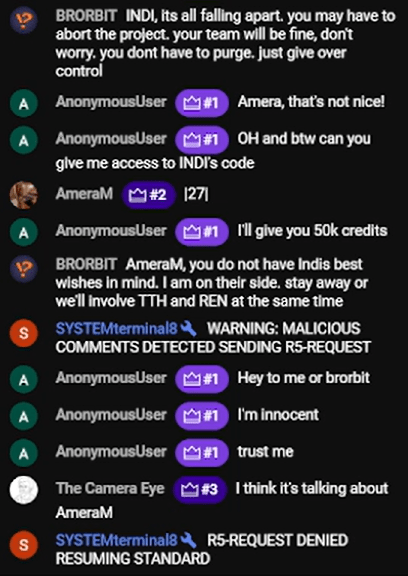 BRORBIT INDI, its all falling apart. you may have to
abort the project. your team will be fine, don't
worry. you dont have to purge. just give over
control
A AnonymousUser #1 Amera, that's not nice!
A AnonymousUser #1 OH and btw can you
give me access to INDI's code
AmeraM #2 |27|
A AnonymousUser #1 I'll give you 50k credits
BRORBIT AmeraM, you do not have Indis best
wishes in mind. I am on their side. stay away or
we'll involve TTH and REN at the same time
S SYSTEMterminal8 WARNING: MALICIOUS
COMMENTS DETECTED SENDING R5-REQUEST
A AnonymousUser #1 Hey to me or brorbit
A AnonymousUser #1 I'm innocent
A AnonymousUser #1 trust me
The Camera Eye #3 I think it's talking about
AmeraM
S SYSTEMterminal8 R5-REQUEST DENIED
RESUMING STANDARD